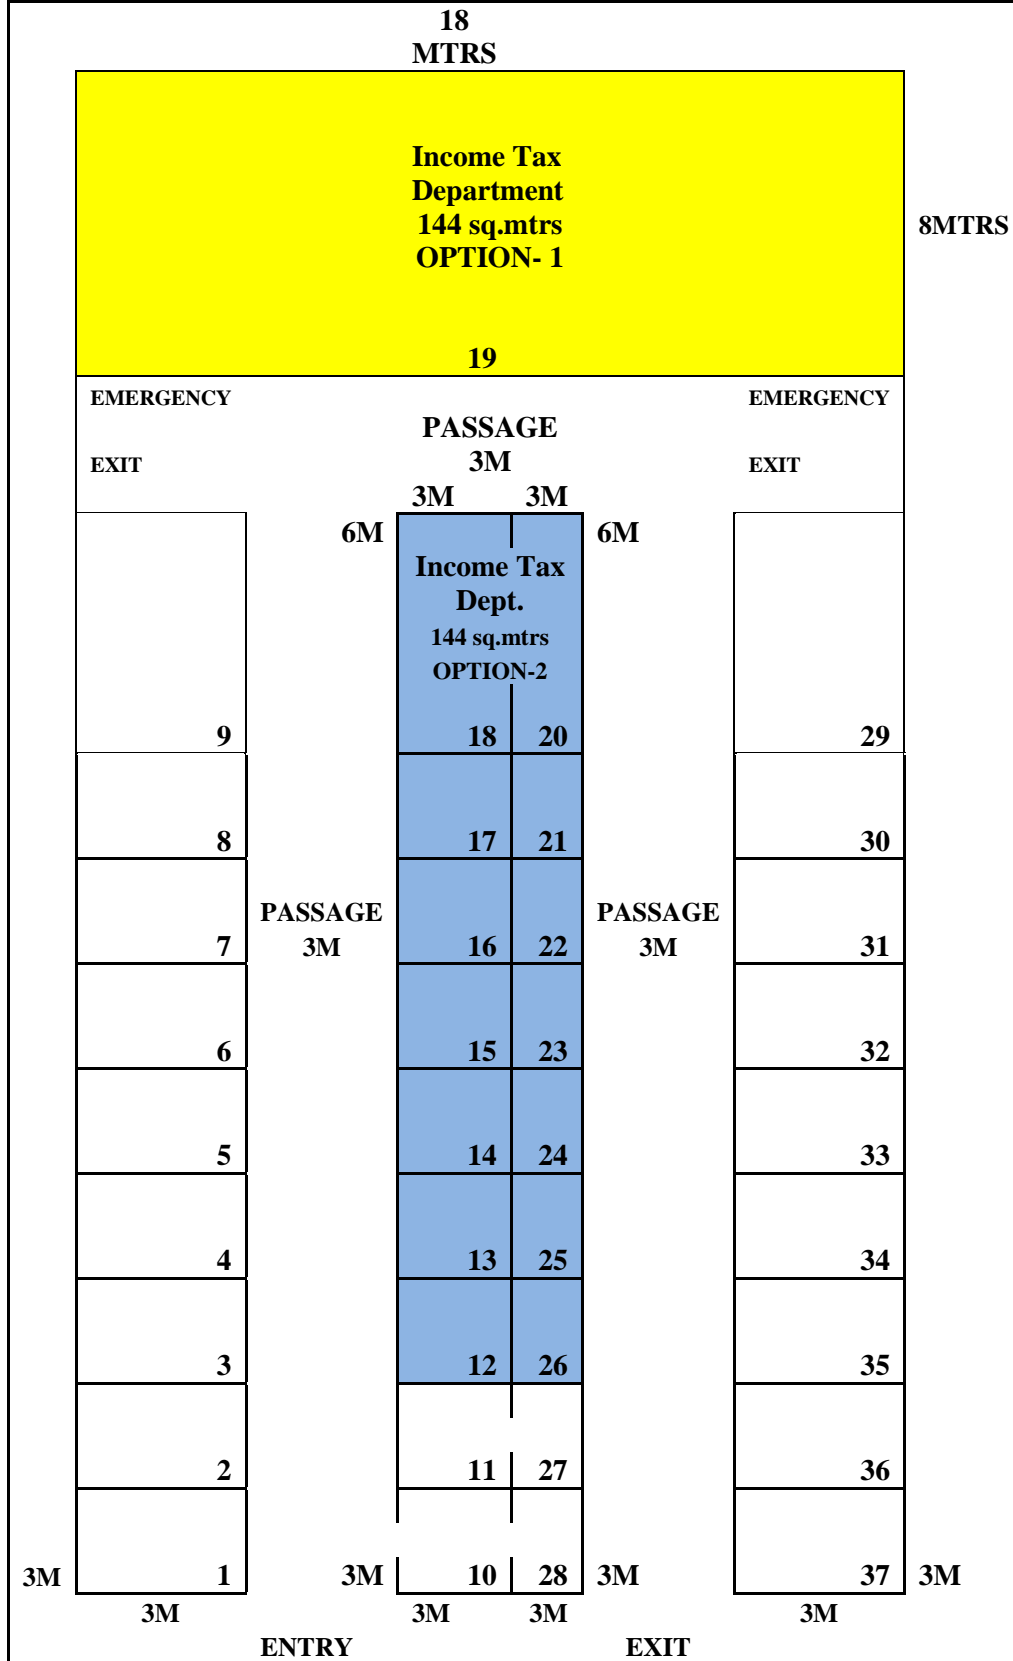 18
MTRS
Income Tax
Department
144 sq.mtrs
OPTION- 1
8MTRS
19
EMERGENCY EMERGENCY
PASSAGE
EXIT 3M EXIT
3M 3M
6M 6M
Income Tax
Dept.
144 sq.mtrs
OPTION-2
9 18 20 29
8 17 21 30
PASSAGE PASSAGE
7 3M 16 22 3M 31
6 15 23 32
5 14 24 33
4 13 25 34
3 12 26 35
2 11 27 36
3M 1 3M 10 28 3M 37 3M
3M 3M 3M 3M
ENTRY EXIT